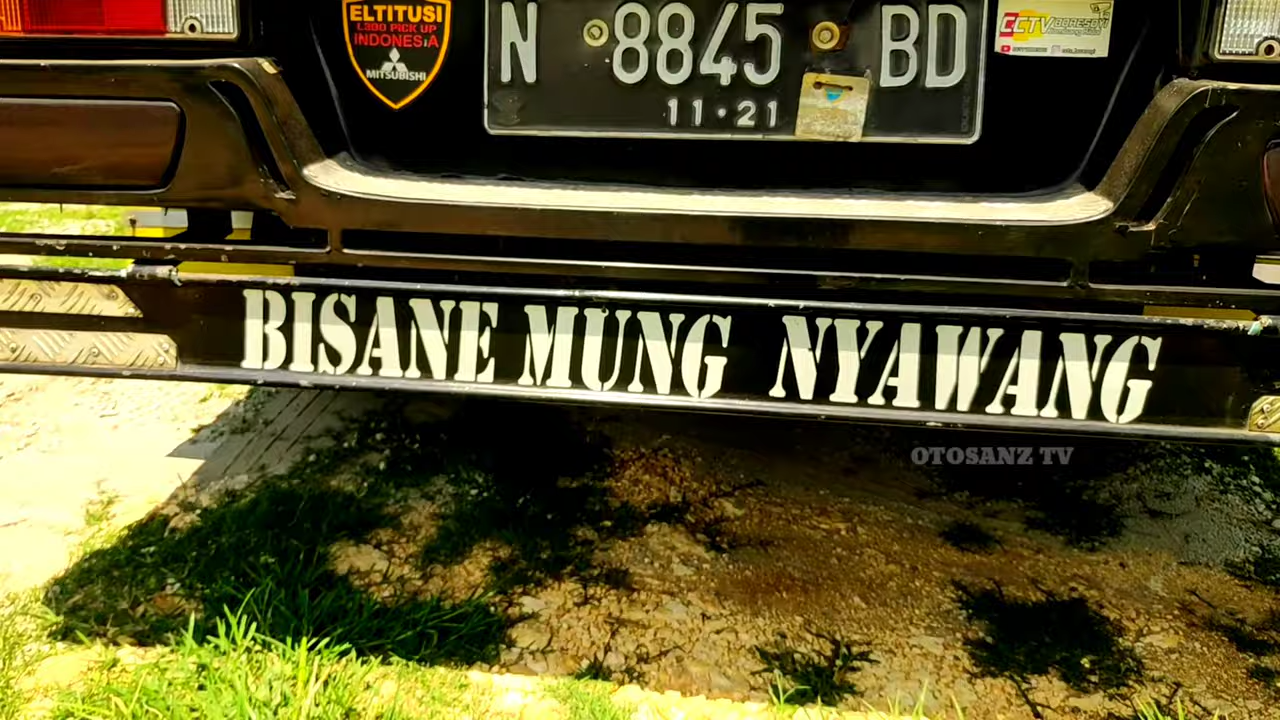 ELTITUSI
L300 PICK UP
INDONESIA
MITSUBISHI
N 8845 BD
11·21
CCTV
BISANE MUNG NYAWANG
OTOSANZ TV